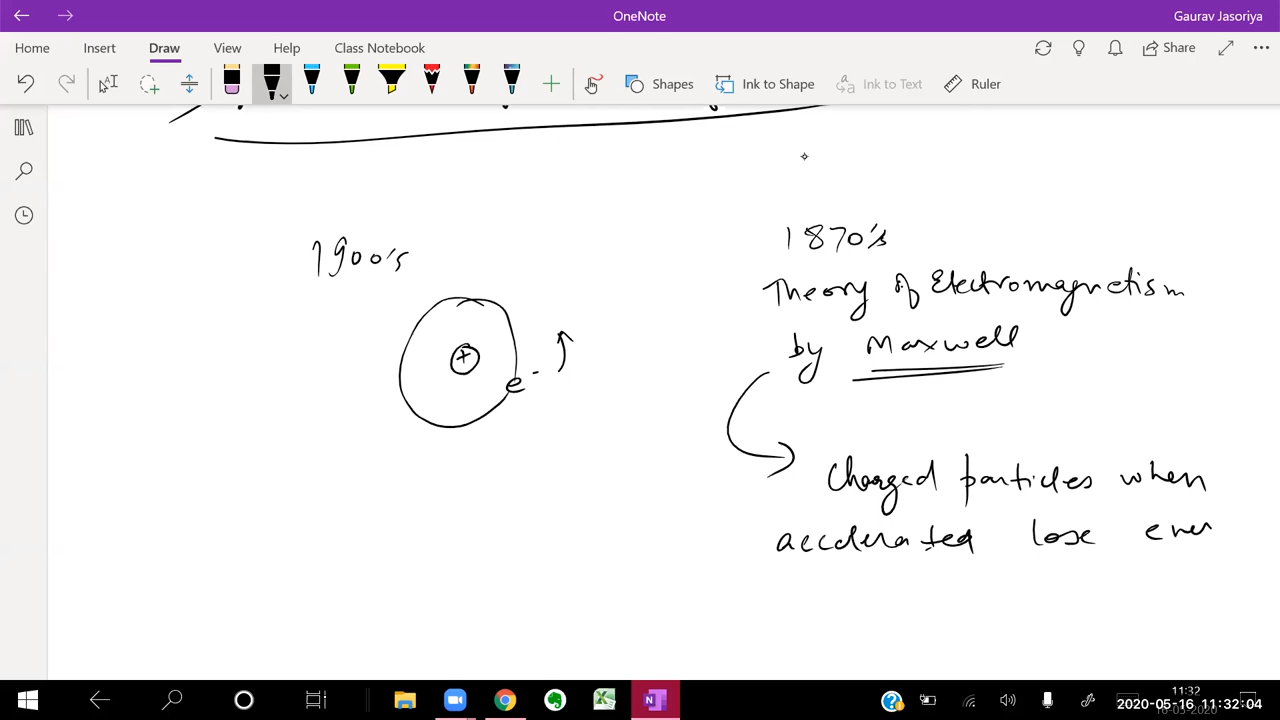 OneNote
Gaurav Jasoriya
Home Insert Draw View Help Class Notebook
Share
Shapes Ink to Shape Ink to Text Ruler
1900's
1870's
Theory of Electromagnetism
by Maxwell
+
e -
Charged particles when
accelerated lose ener
11:32
2020-05-16 11:32:04